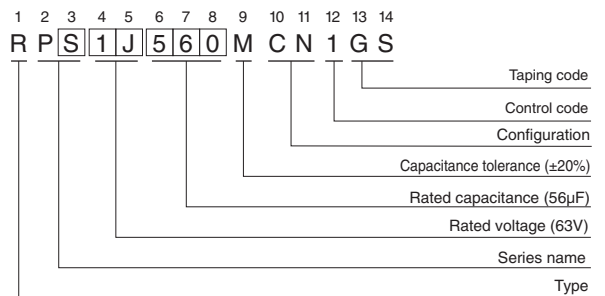 1 2 3 4 5 6 7 8 9 10 11 12 13 14
R P S 1 J 5 6 0 M C N 1 G S
Taping code
Control code
Configuration
Capacitance tolerance (±20%)
Rated capacitance (56µF)
Rated voltage (63V)
Series name
Type